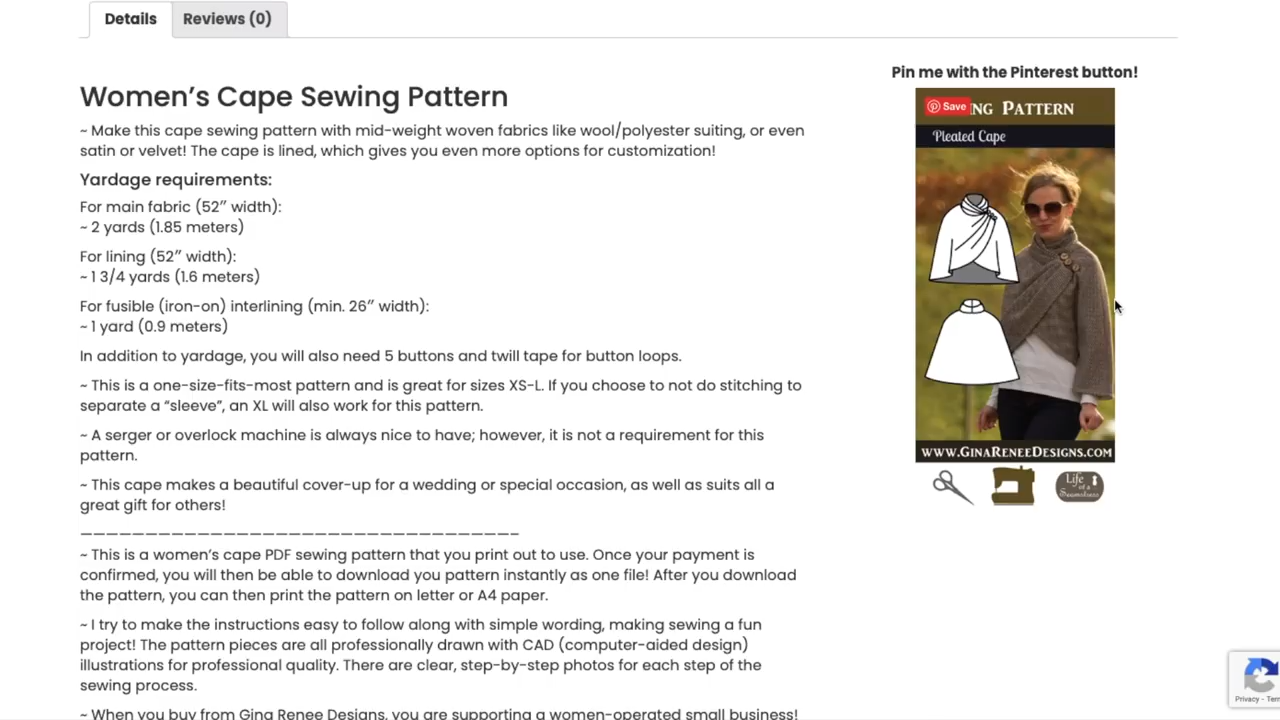 Details
Reviews (0)
Pin me with the Pinterest button!
Women’s Cape Sewing Pattern
~ Make this cape sewing pattern with mid-weight woven fabrics like wool/polyester suiting, or even
satin or velvet! The cape is lined, which gives you even more options for customization!
Yardage requirements:
For main fabric (52″ width):
~ 2 yards (1.85 meters)
For lining (52″ width):
~ 1 3/4 yards (1.6 meters)
For fusible (iron-on) interlining (min. 26″ width):
~ 1 yard (0.9 meters)
In addition to yardage, you will also need 5 buttons and twill tape for button loops.
~ This is a one-size-fits-most pattern and is great for sizes XS-L. If you choose to not do stitching to
separate a “sleeve”, an XL will also work for this pattern.
~ A serger or overlock machine is always nice to have; however, it is not a requirement for this
pattern.
~ This cape makes a beautiful cover-up for a wedding or special occasion, as well as suits all a
great gift for others!
~ This is a women’s cape PDF sewing pattern that you print out to use. Once your payment is
confirmed, you will then be able to download you pattern instantly as one file! After you download
the pattern, you can then print the pattern on letter or A4 paper.
~ I try to make the instructions easy to follow along with simple wording, making sewing a fun
project! The pattern pieces are all professionally drawn with CAD (computer-aided design)
illustrations for professional quality. There are clear, step-by-step photos for each step of the
sewing process.
~ When you buy from Gina Renee Designs, you are supporting a women-operated small business!
Save
NG PATTERN
Pleated Cape
WWW.GINARENEEDESIGNS.COM
Life
of a
Seamstress
Privacy - Ter